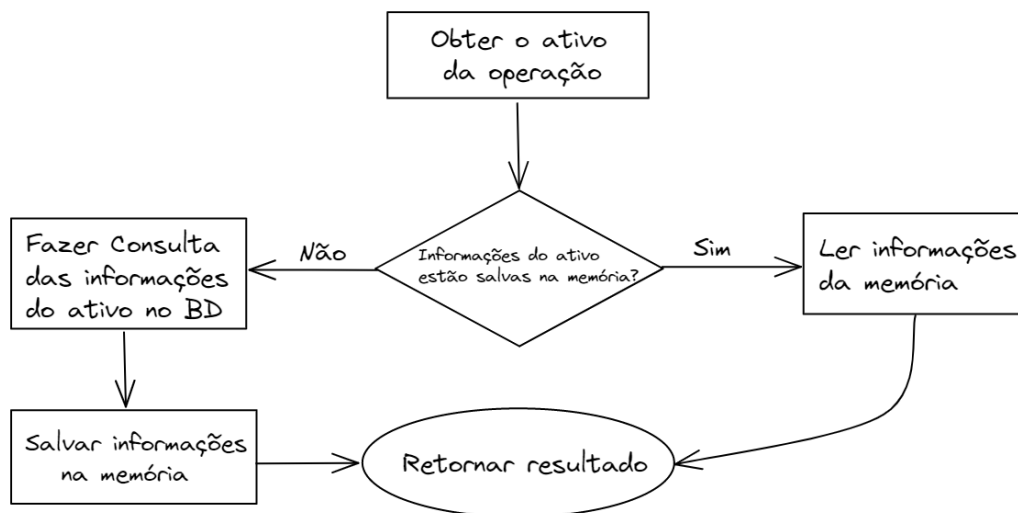 Obter o ativo
da operação
Informações do ativo
estão salvas na memória?
Não
Sim
Fazer Consulta
das informações
do ativo no BD
Ler informações
da memória
Salvar informações
na memória
Retornar resultado